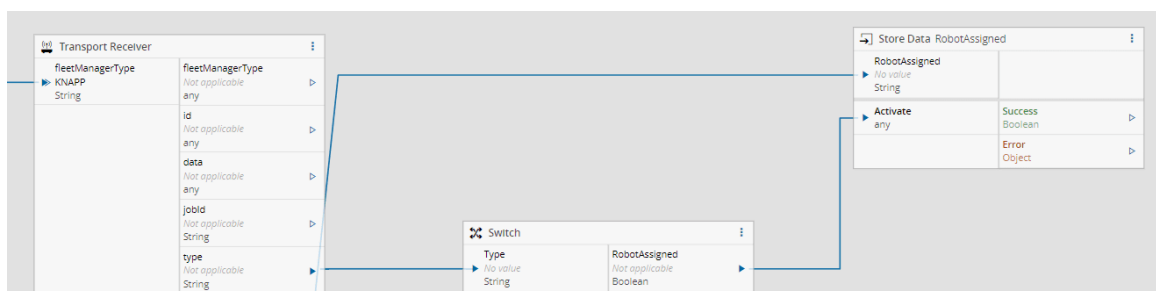 Transport Receiver
fleetManagerType
KNAPP
String
fleetManagerType
Not applicable
any
id
Not applicable
any
data
Not applicable
any
jobId
Not applicable
String
type
Not applicable
String
Switch
Type
No value
String
RobotAssigned
Not applicable
Boolean
Store Data RobotAssigned
RobotAssigned
No value
String
Activate
any
Success
Boolean
Error
Object